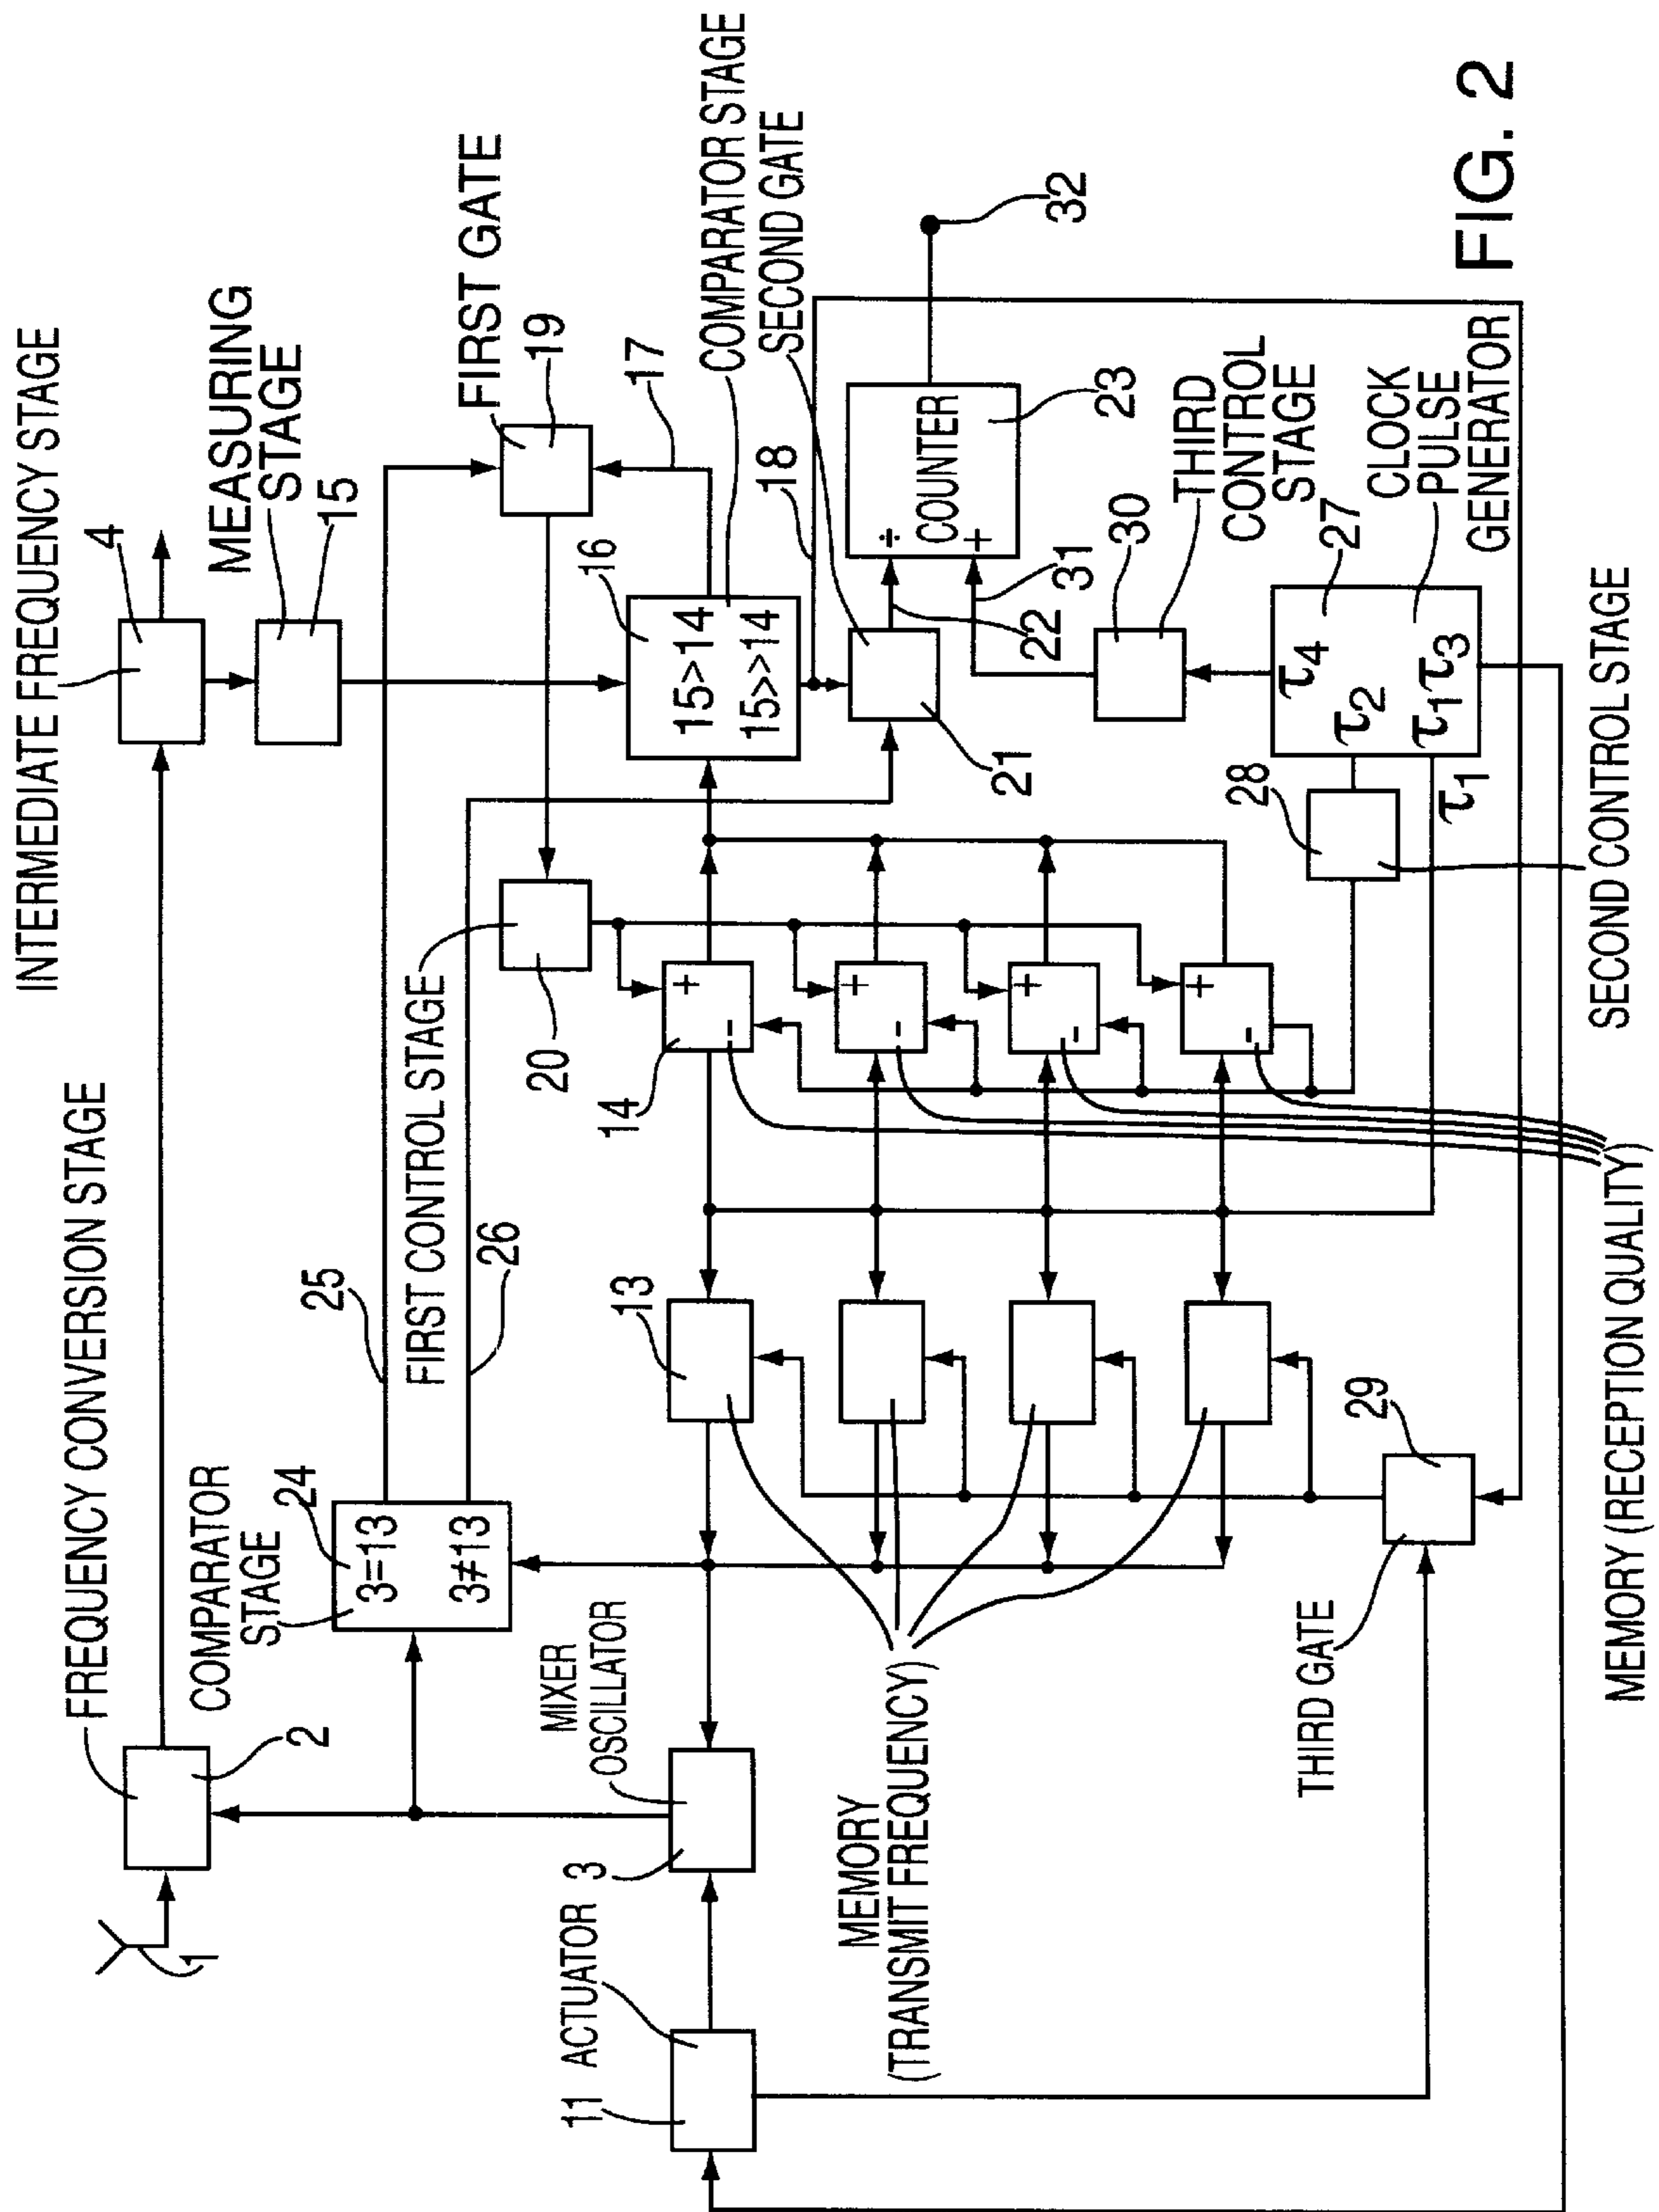 INTERMEDIATE FREQUENCY STAGE
4
MEASURING
STAGE
15
FIRST GATE
19
17
COMPARATOR STAGE
SECOND GATE
FREQUENCY CONVERSION STAGE
2
1
COMPARATOR
STAGE
24
3=13
3≠13
25
26
FIRST CONTROL STAGE
20
16
15>14
15>>14
18
21
22
÷
COUNTER
+
23
32
31
30
THIRD
CONTROL
STAGE
MIXER
OSCILLATOR
3
ACTUATOR
11
13
14
+
-
+
-
+
-
+
-
MEMORY
(TRANSMIT FREQUENCY)
τ4
τ2
τ1
τ3
27
CLOCK
PULSE
GENERATOR
28
τ1
SECOND CONTROL STAGE
THIRD GATE
29
MEMORY (RECEPTION QUALITY)
FIG. 2